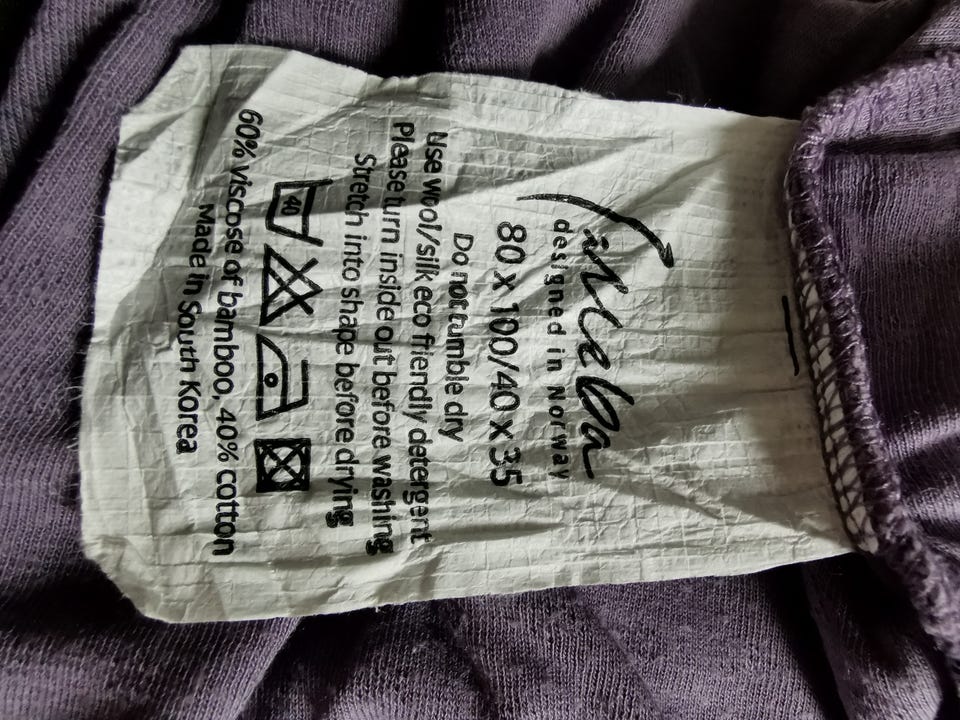 incba
designed in Norway
80 x 100/40 x 35
Do not tumble dry
Use wool/silk eco friendly detergent
Please turn inside out before washing
Stretch into shape before drying
40
60% viscose of bamboo, 40% cottton
Made in South Korea